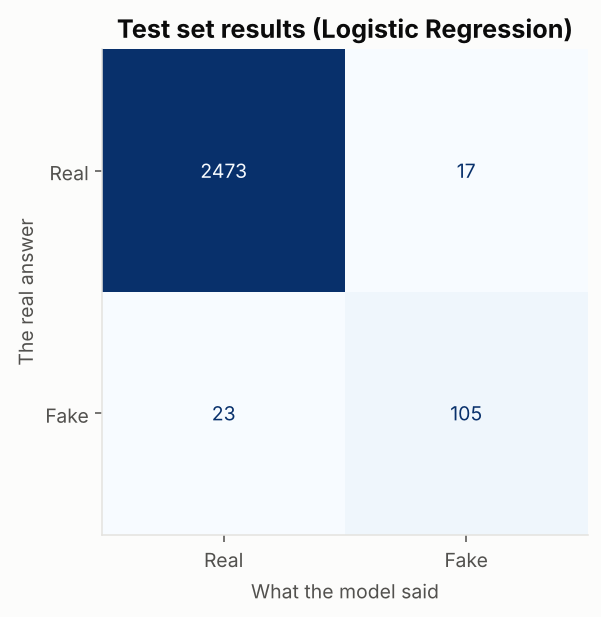 Test set results (Logistic Regression)
The real answer
Real
2473
17
Fake
23
105
Real
Fake
What the model said